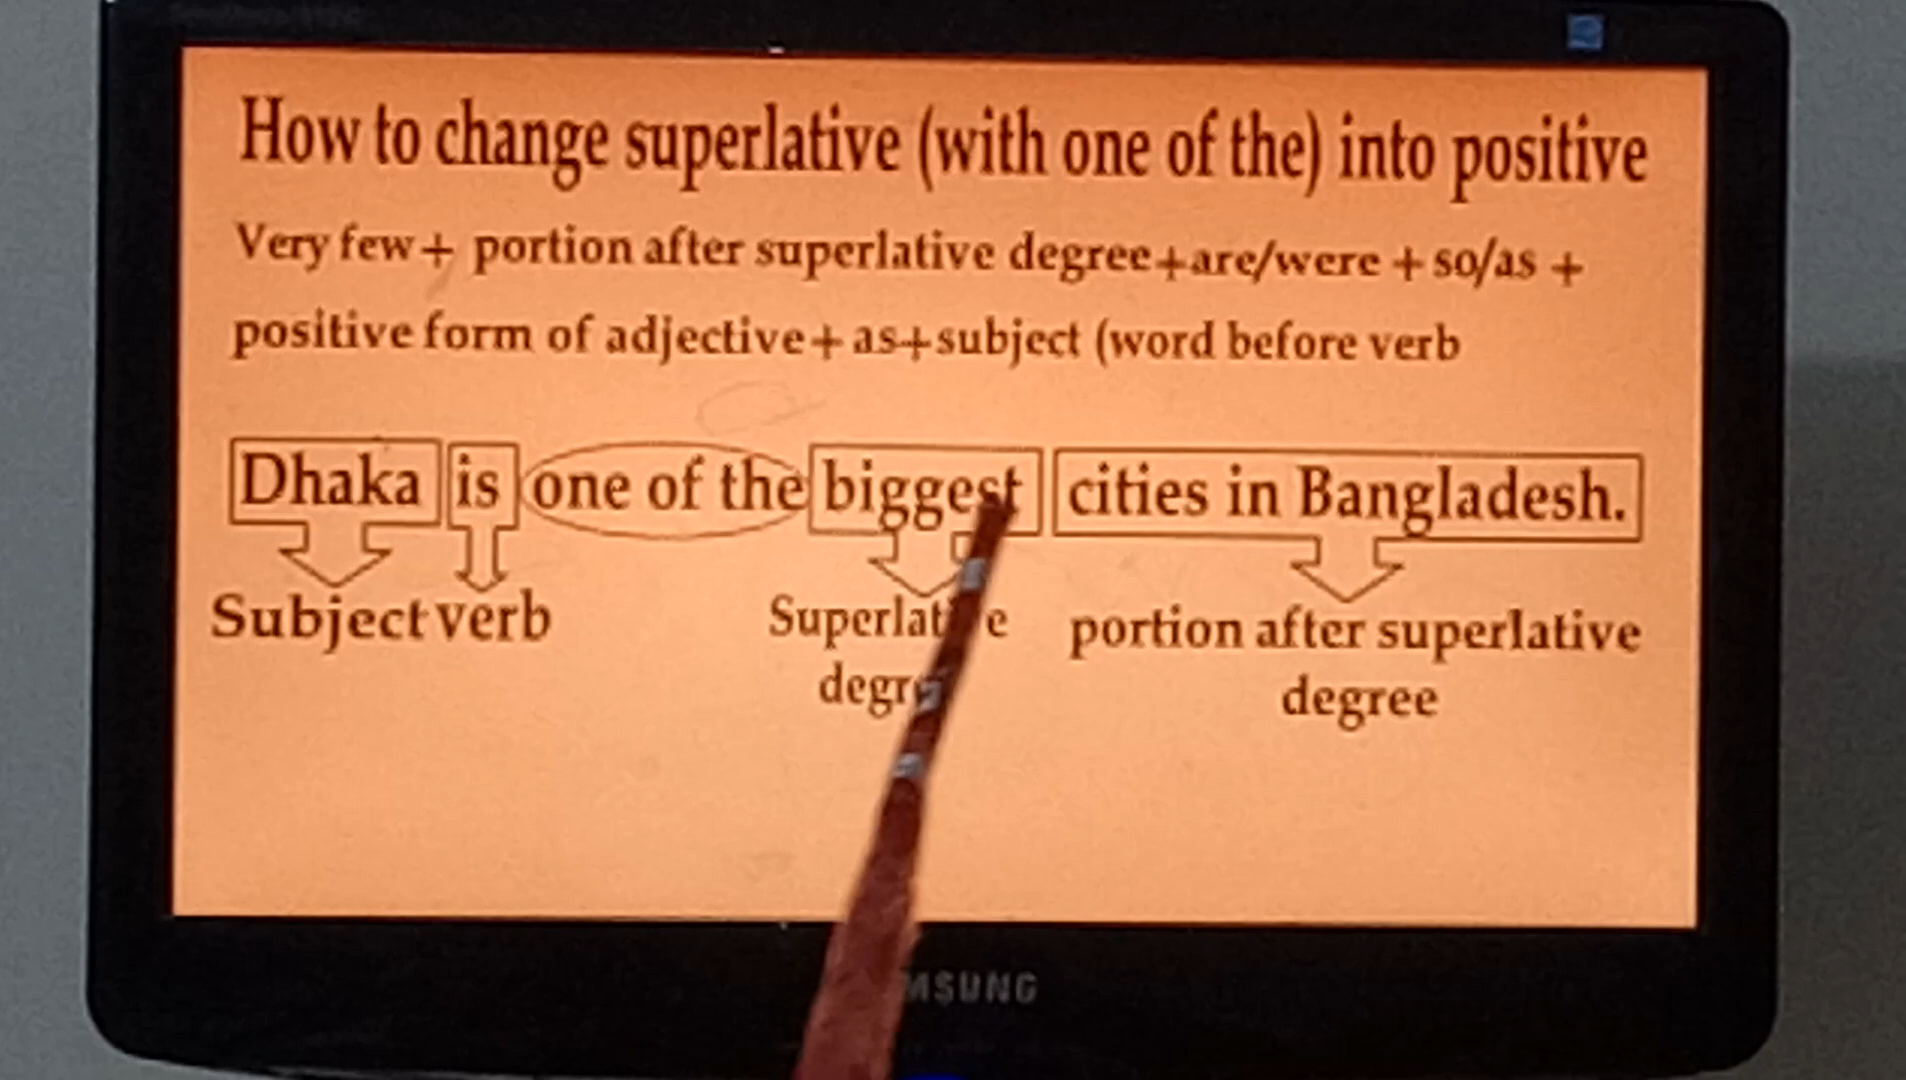 How to change superlative (with one of the) into positive
Very few + portion after superlative degree+are/were + so/as +
positive form of adjective+ as+subject (word before verb
Dhaka is one of the biggest cities in Bangladesh.
Subject verb Superlative portion after superlative
degree degree